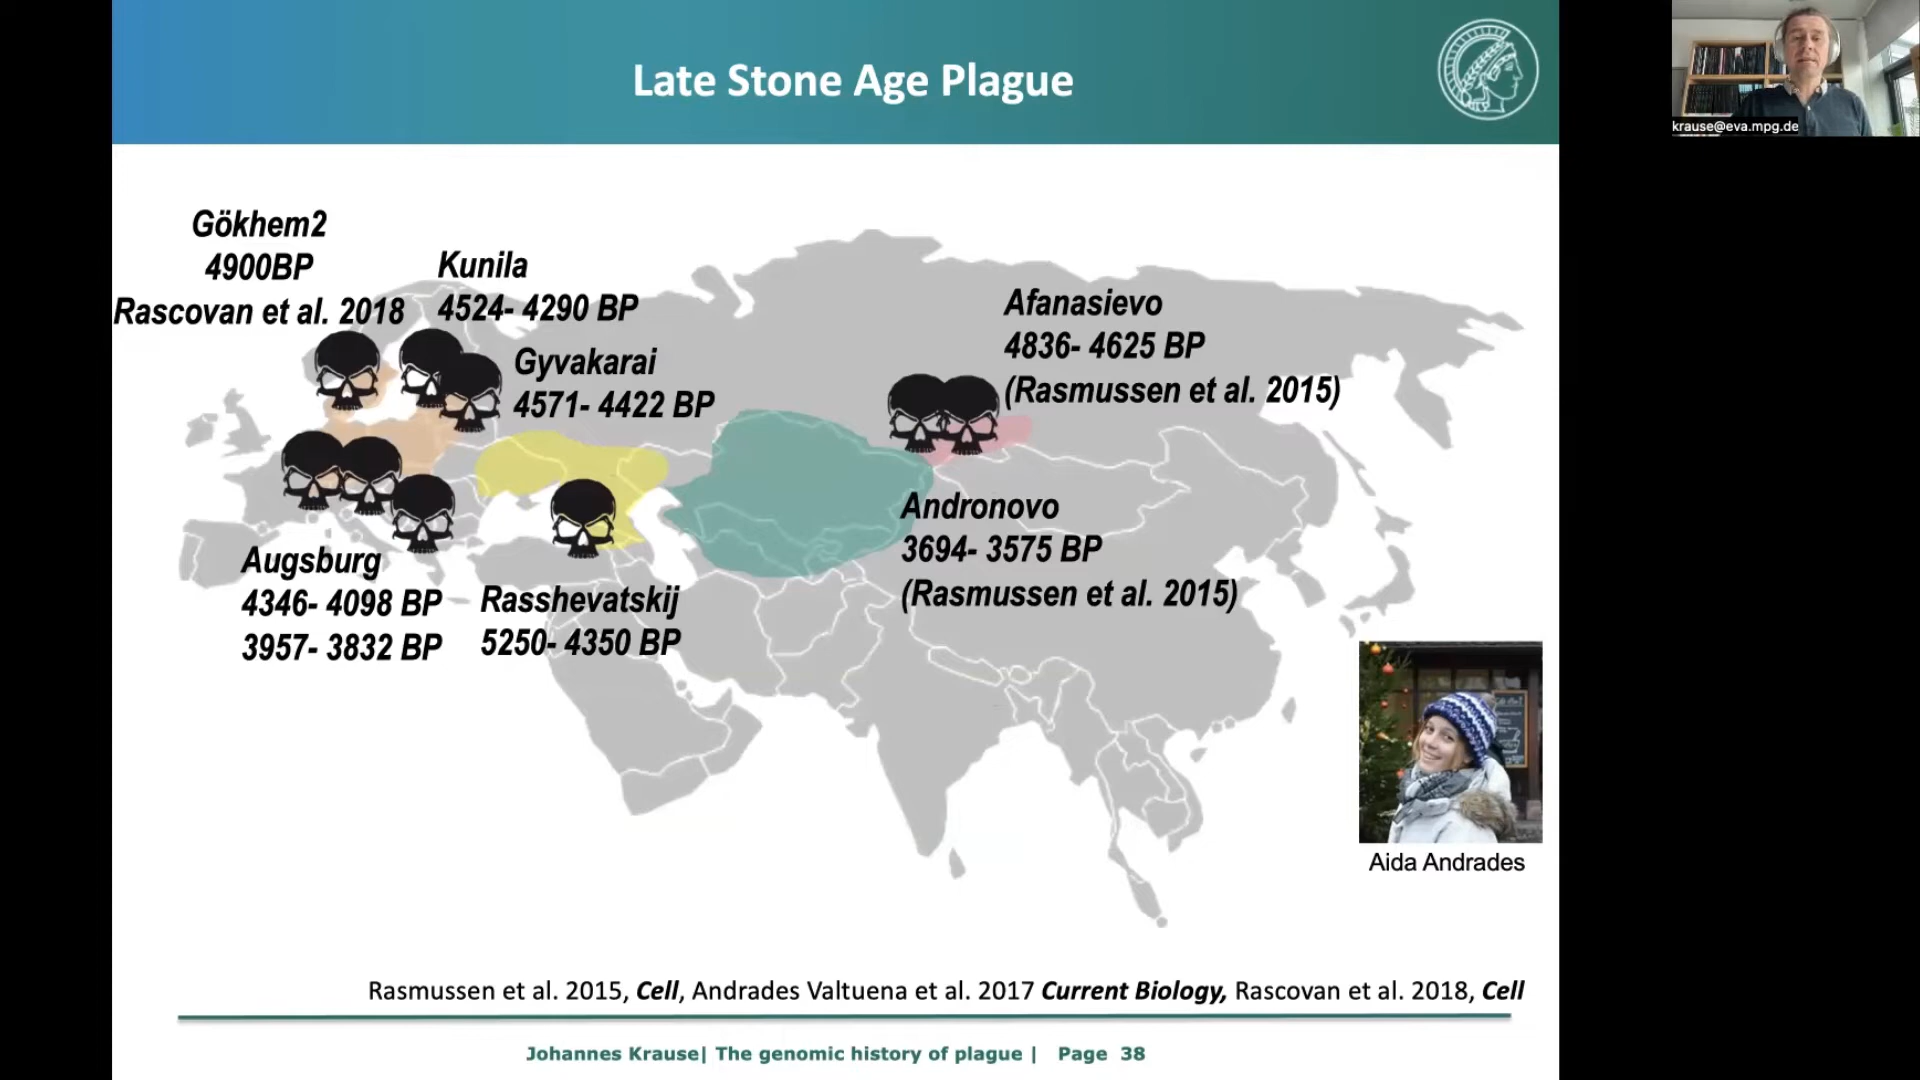 Late Stone Age Plague
krause@eva.mpg.de
Gökhem2
4900BP
Rascovan et al. 2018
Kunila
4524- 4290 BP
Gyvakarai
4571- 4422 BP
Afanasievo
4836- 4625 BP
(Rasmussen et al. 2015)
Andronovo
3694- 3575 BP
(Rasmussen et al. 2015)
Augsburg
4346- 4098 BP
3957- 3832 BP
Rasshevatskij
5250- 4350 BP
Aida Andrades
Rasmussen et al. 2015, Cell, Andrades Valtuena et al. 2017 Current Biology, Rascovan et al. 2018, Cell
Johannes Krause| The genomic history of plague | Page 38